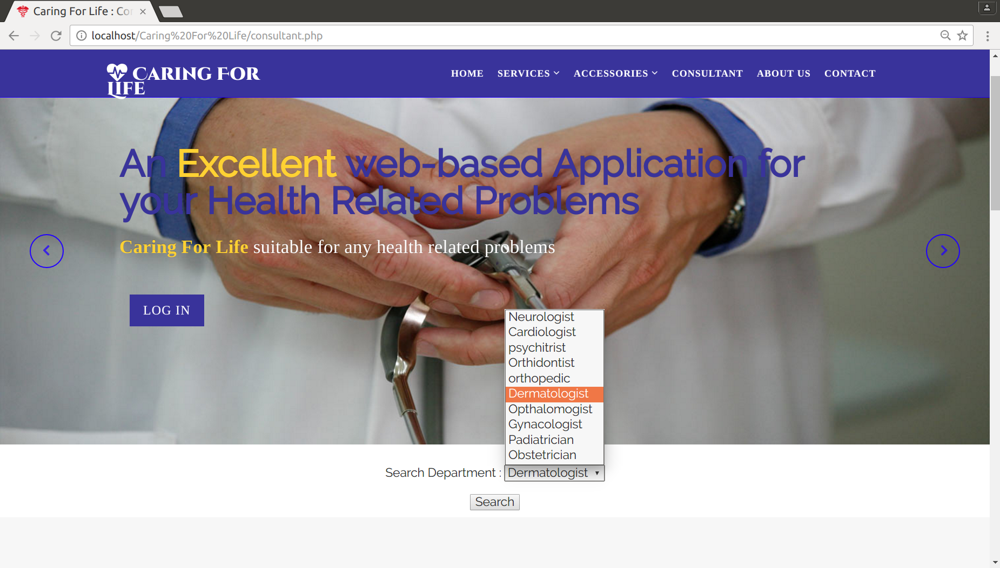 Caring For Life : Cor
localhost/Caring%20For%20Life/consultant.php
CARING FOR
LIFE
HOME SERVICES ACCESSORIES CONSULTANT ABOUT US CONTACT
An Excellent web-based Application for
your Health Related Problems
Caring For Life suitable for any health related problems
LOG IN
Neurologist
Cardiologist
psychitrist
Orthidontist
orthopedic
Dermatologist
Opthalomogist
Gynacologist
Padiatrician
Obstetrician
Search Department : Dermatologist
Search